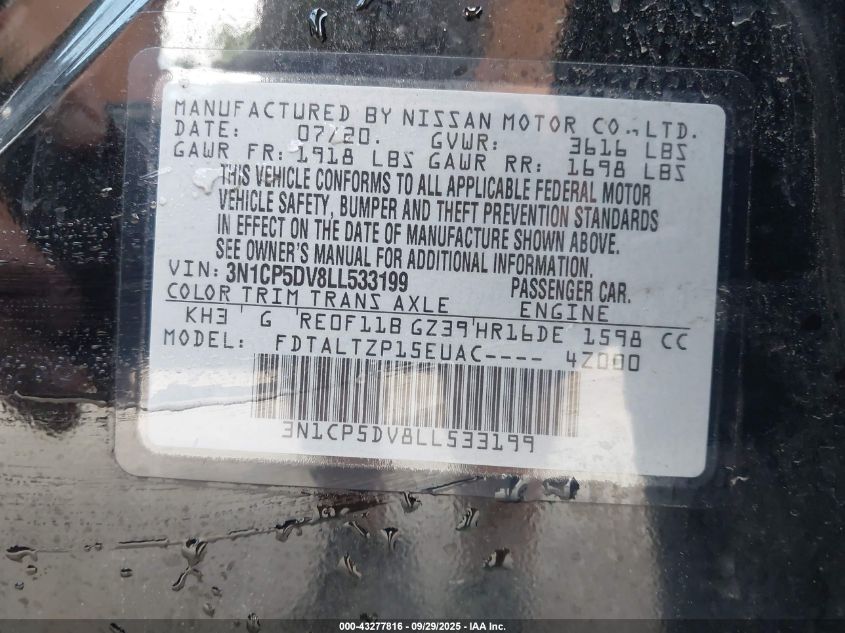 MANUFACTURED BY NISSAN MOTOR CO., LTD.
DATE: 07/20. GVWR: 3616 LBS
GAWR FR: 1918 LBS GAWR RR: 1698 LBS
THIS VEHICLE CONFORMS TO ALL APPLICABLE FEDERAL MOTOR
VEHICLE SAFETY, BUMPER AND THEFT PREVENTION STANDARDS
IN EFFECT ON THE DATE OF MANUFACTURE SHOWN ABOVE.
SEE OWNER'S MANUAL FOR ADDITIONAL INFORMATION.
VIN: 3N1CP5DV8LL533199 PASSENGER CAR.
COLOR TRIM TRANS AXLE ENGINE
KH3 ' G ' RE0F11B GZ39 ' HR16DE 1598 CC
MODEL: FDTALTZP15EUAC---- 4Z000
3N1CP5DV8LL533199
000-43277816 - 09/29/2025 - IAA Inc.